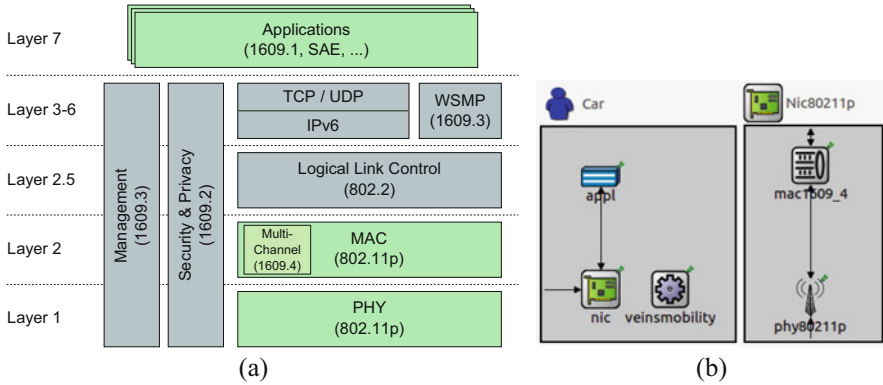 Layer 7
Applications
(1609.1, SAE, ...)
Layer 3-6
TCP / UDP
IPv6
WSMP
(1609.3)
Layer 2.5
Logical Link Control
(802.2)
Management
(1609.3)
Security & Privacy
(1609.2)
Layer 2
Multi-
Channel
(1609.4)
MAC
(802.11p)
Layer 1
PHY
(802.11p)
(a)
Car
appl
nic
veinsmobility
Nic80211p
mac1609_4
phy80211p
(b)